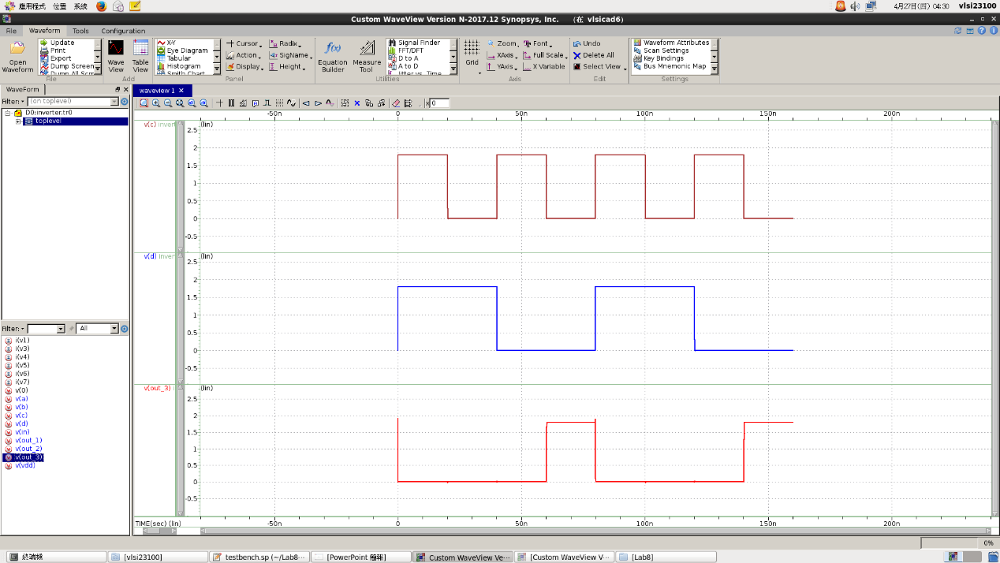 應用程式 位置 系統 4月27日(四) 04:30 vlsi23100
Custom WaveView Version N-2017.12 Synopsys, Inc. (在 vlsicad6)
File Waveform Tools Configuration
Open Waveform
Update
Print
Export
Dump Screen
File
Wave View
Table View
Add
X-Y
Eye Diagram
Tabular
Histogram
Smith Chart
Cursor
Action
Display
Radix
SigName
Height
Panel
f(x)
Equation Builder
Measure Tool
Signal Finder
FFT/DFT
D to A
A to D
Jitter vs. Time
Utilities
Grid
Zoom
XAxis
YAxis
Font
Full Scale
X Variable
Axis
Undo
Delete All
Select View
Edit
Waveform Attributes
Scan Settings
Key Bindings
Bus Mnemonic Map
Settings
WaveForm
Filter: (on toplevel)
D0:inverter.tr0
toplevel
Filter: All
i(v1)
i(v3)
i(v4)
i(v5)
i(v6)
i(v7)
v(0)
v(a)
v(b)
v(c)
v(d)
v(in)
v(out_1)
v(out_2)
v(out_3)
v(vdd)
waveview 1
0
-50n 0 50n 100n 150n 200n
v(c) invert (lin)
2.5
2
1.5
1
0.5
0
-0.5
v(d) invert (lin)
2.5
2
1.5
1
0.5
0
-0.5
v(out_3) i (lin)
2.5
2
1.5
1
0.5
0
-0.5
TIME(sec) (lin) -50n 0 50n 100n 150n 200n
0%
終端機 [vlsi23100] testbench.sp (~/Lab8··· [PowerPoint 簡報] Custom WaveView Ve··· [Custom WaveView V··· [Lab8]